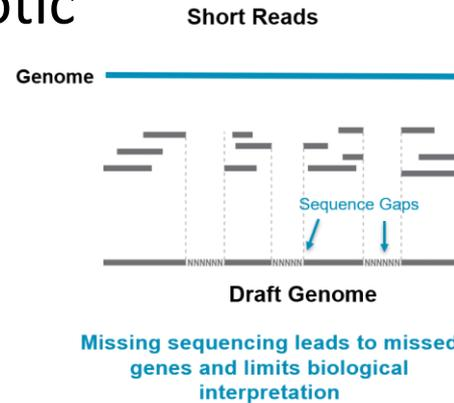 Short Reads
Genome
Sequence Gaps
NNNNNN NNNNN NNNNNN
Draft Genome
Missing sequencing leads to missed
genes and limits biological
interpretation